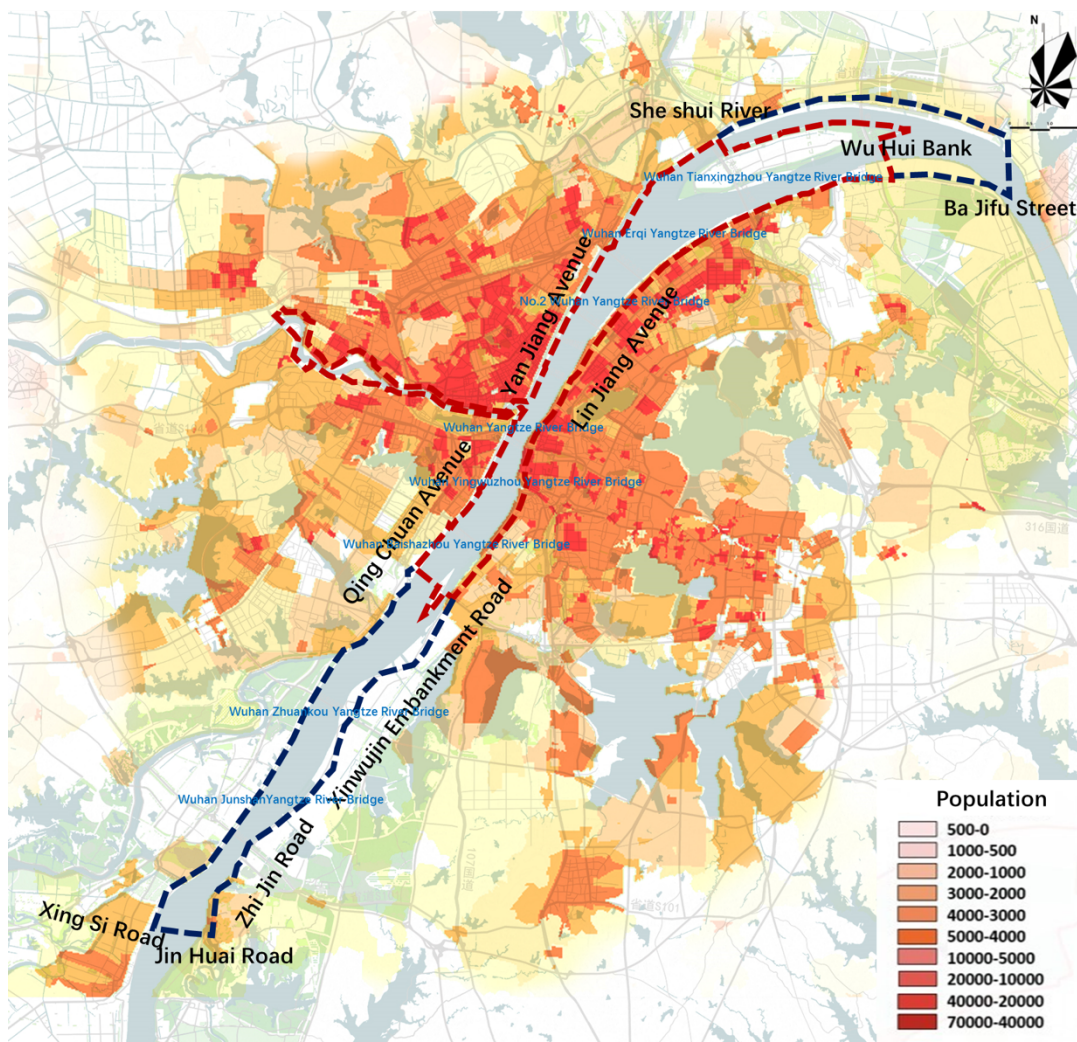 N
She shui River
Wu Hui Bank
Wuhan Tianxingzhou Yangtze River Bridge
Ba Jifu Street
Wuhan Erqi Yangtze River Bridge
Yan Jiang Avenue
No.2 Wuhan Yangtze River Bridge
Lin Jiang Avenue
Wuhan Yangtze River Bridge
Qing Chuan Avenue
Wuhan Yingwuzhou Yangtze River Bridge
316国道
Wuhan Baishazhou Yangtze River Bridge
Xinwujin Embankment Road
Wuhan Zhuankou Yangtze River Bridge
Wuhan JunshanYangtze River Bridge
Zhi Jin Road
Xing Si Road
Jin Huai Road
省道S101
Population
500-0
1000-500
2000-1000
3000-2000
4000-3000
5000-4000
10000-5000
20000-10000
40000-20000
70000-40000